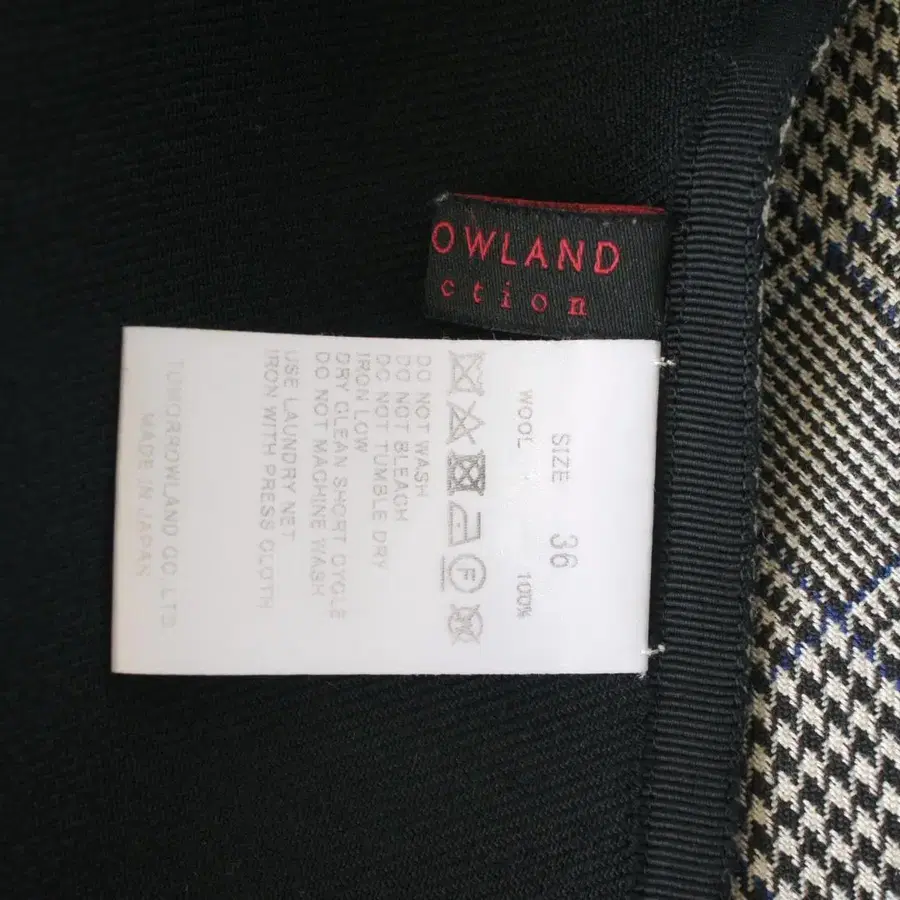 OWLAND
ction
SIZE 36
WOOL 100%
F
W
DO NOT WASH
DO NOT BLEACH
DO NOT TUMBLE DRY
IRON LOW
DRY CLEAN SHORT CYCLE
DO NOT MACHINE WASH
USE LAUNDRY NET
IRON WITH PRESS CLOTH
TOMORROWLAND CO.LTD.
MADE IN JAPAN